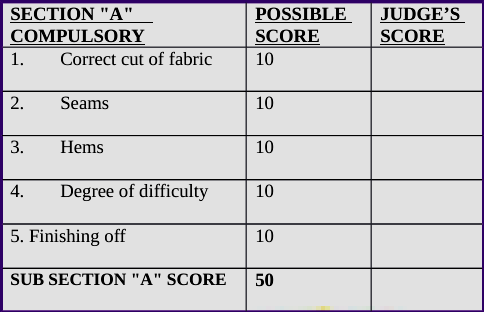 SECTION "A" POSSIBLE JUDGE’S
COMPULSORY SCORE SCORE
1. Correct cut of fabric 10
2. Seams 10
3. Hems 10
4. Degree of difficulty 10
5. Finishing off 10
SUB SECTION "A" SCORE 50